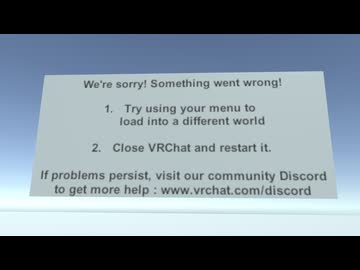 We're sorry! Something went wrong!
1. Try using your menu to
load into a different world
2. Close VRChat and restart it.
If problems persist, visit our community Discord
to get more help : www.vrchat.com/discord